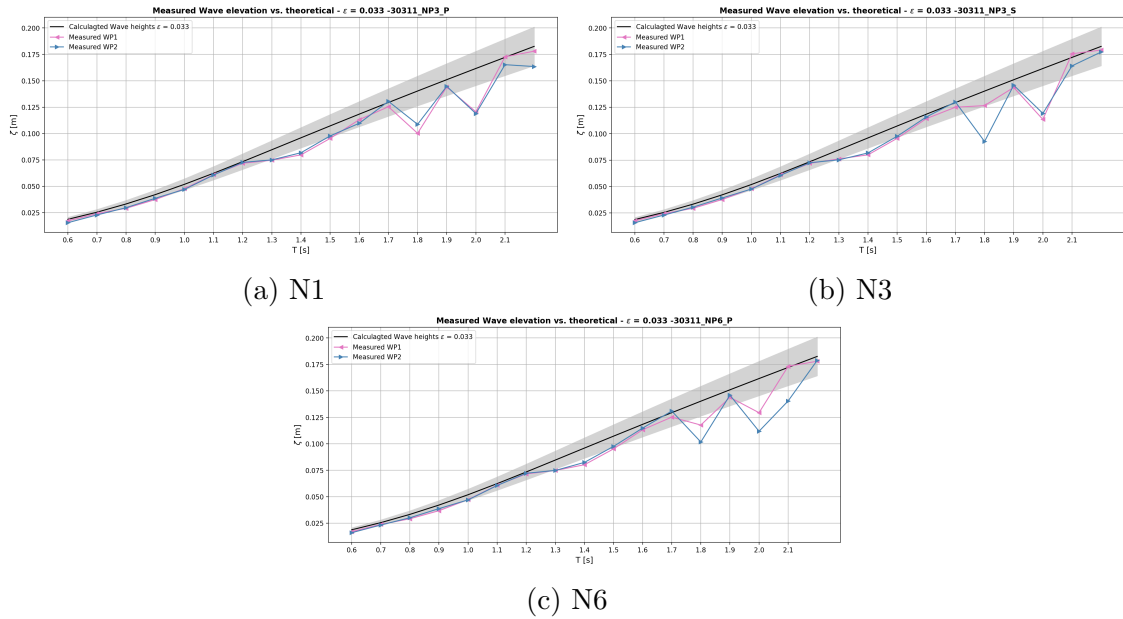 Measured Wave elevation vs. theoretical - ε = 0.033 -30311_NP3_P
Calculagted Wave heights ε = 0.033
Measured WP1
Measured WP2
0.200
0.175
0.150
0.125
0.100
0.075
0.050
0.025
ζ [m]
0.6 0.7 0.8 0.9 1.0 1.1 1.2 1.3 1.4 1.5 1.6 1.7 1.8 1.9 2.0 2.1
T [s]
(a) N1
Measured Wave elevation vs. theoretical - ε = 0.033 -30311_NP3_S
Calculagted Wave heights ε = 0.033
Measured WP1
Measured WP2
0.200
0.175
0.150
0.125
0.100
0.075
0.050
0.025
ζ [m]
0.6 0.7 0.8 0.9 1.0 1.1 1.2 1.3 1.4 1.5 1.6 1.7 1.8 1.9 2.0 2.1
T [s]
(b) N3
Measured Wave elevation vs. theoretical - ε = 0.033 -30311_NP6_P
Calculagted Wave heights ε = 0.033
Measured WP1
Measured WP2
0.200
0.175
0.150
0.125
0.100
0.075
0.050
0.025
ζ [m]
0.6 0.7 0.8 0.9 1.0 1.1 1.2 1.3 1.4 1.5 1.6 1.7 1.8 1.9 2.0 2.1
T [s]
(c) N6